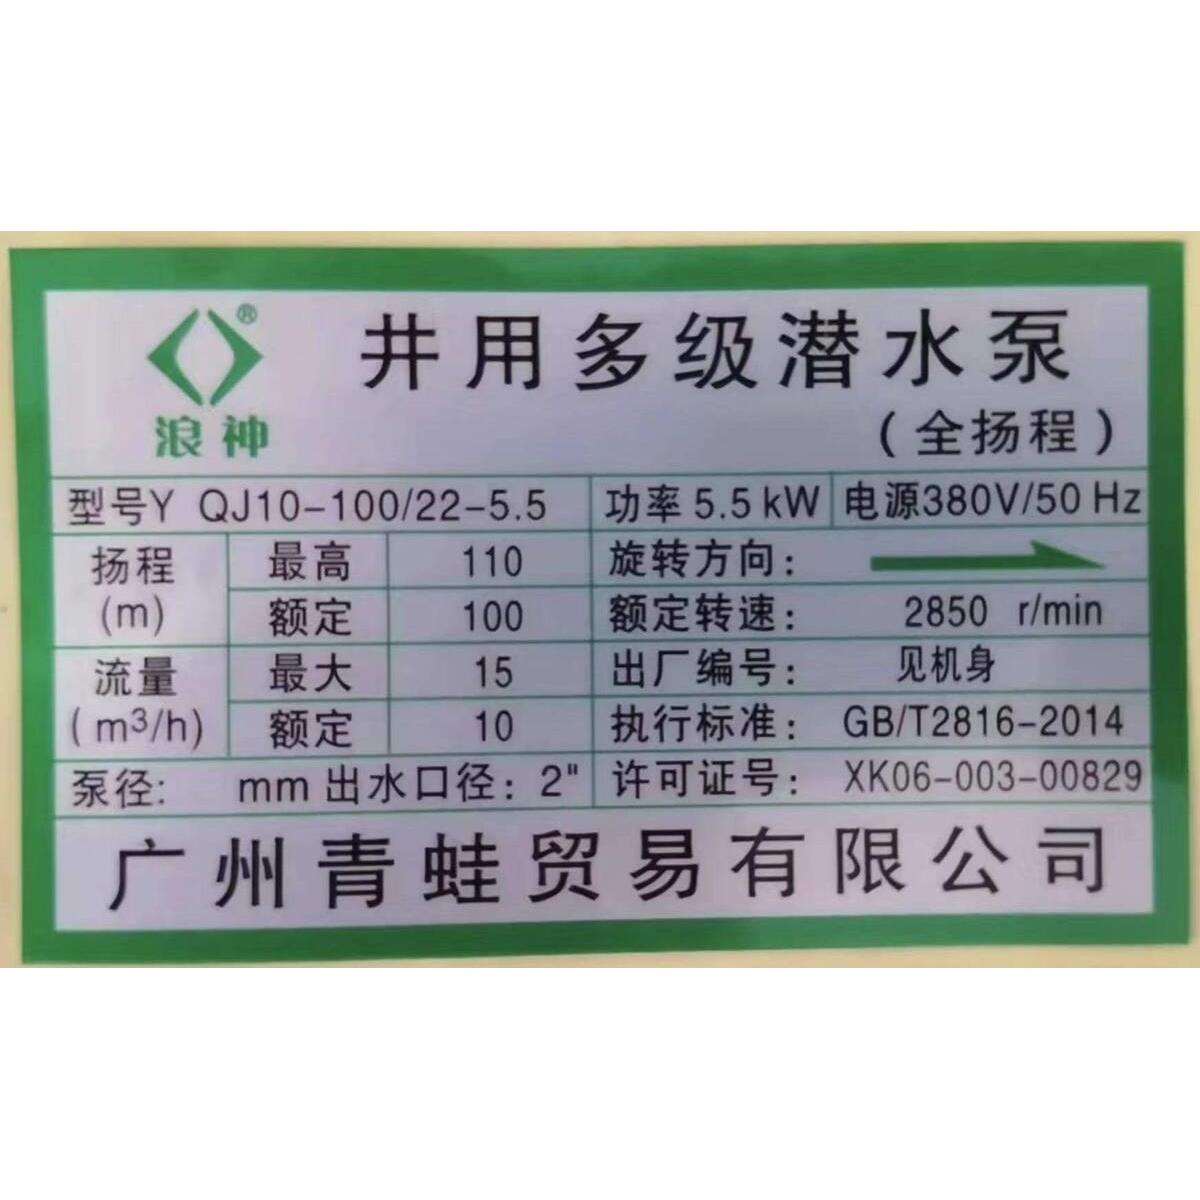 ®
浪神
井用多级潜水泵
(全扬程)
型号Y QJ10-100/22-5.5 功率5.5kW 电源380V/50Hz
扬程(m) 最高 110 旋转方向:
额定 100 额定转速: 2850 r/min
流量(m³/h) 最大 15 出厂编号: 见机身
额定 10 执行标准: GB/T2816-2014
泵径: mm 出水口径: 2" 许可证号: XK06-003-00829
广州青蛙贸易有限公司